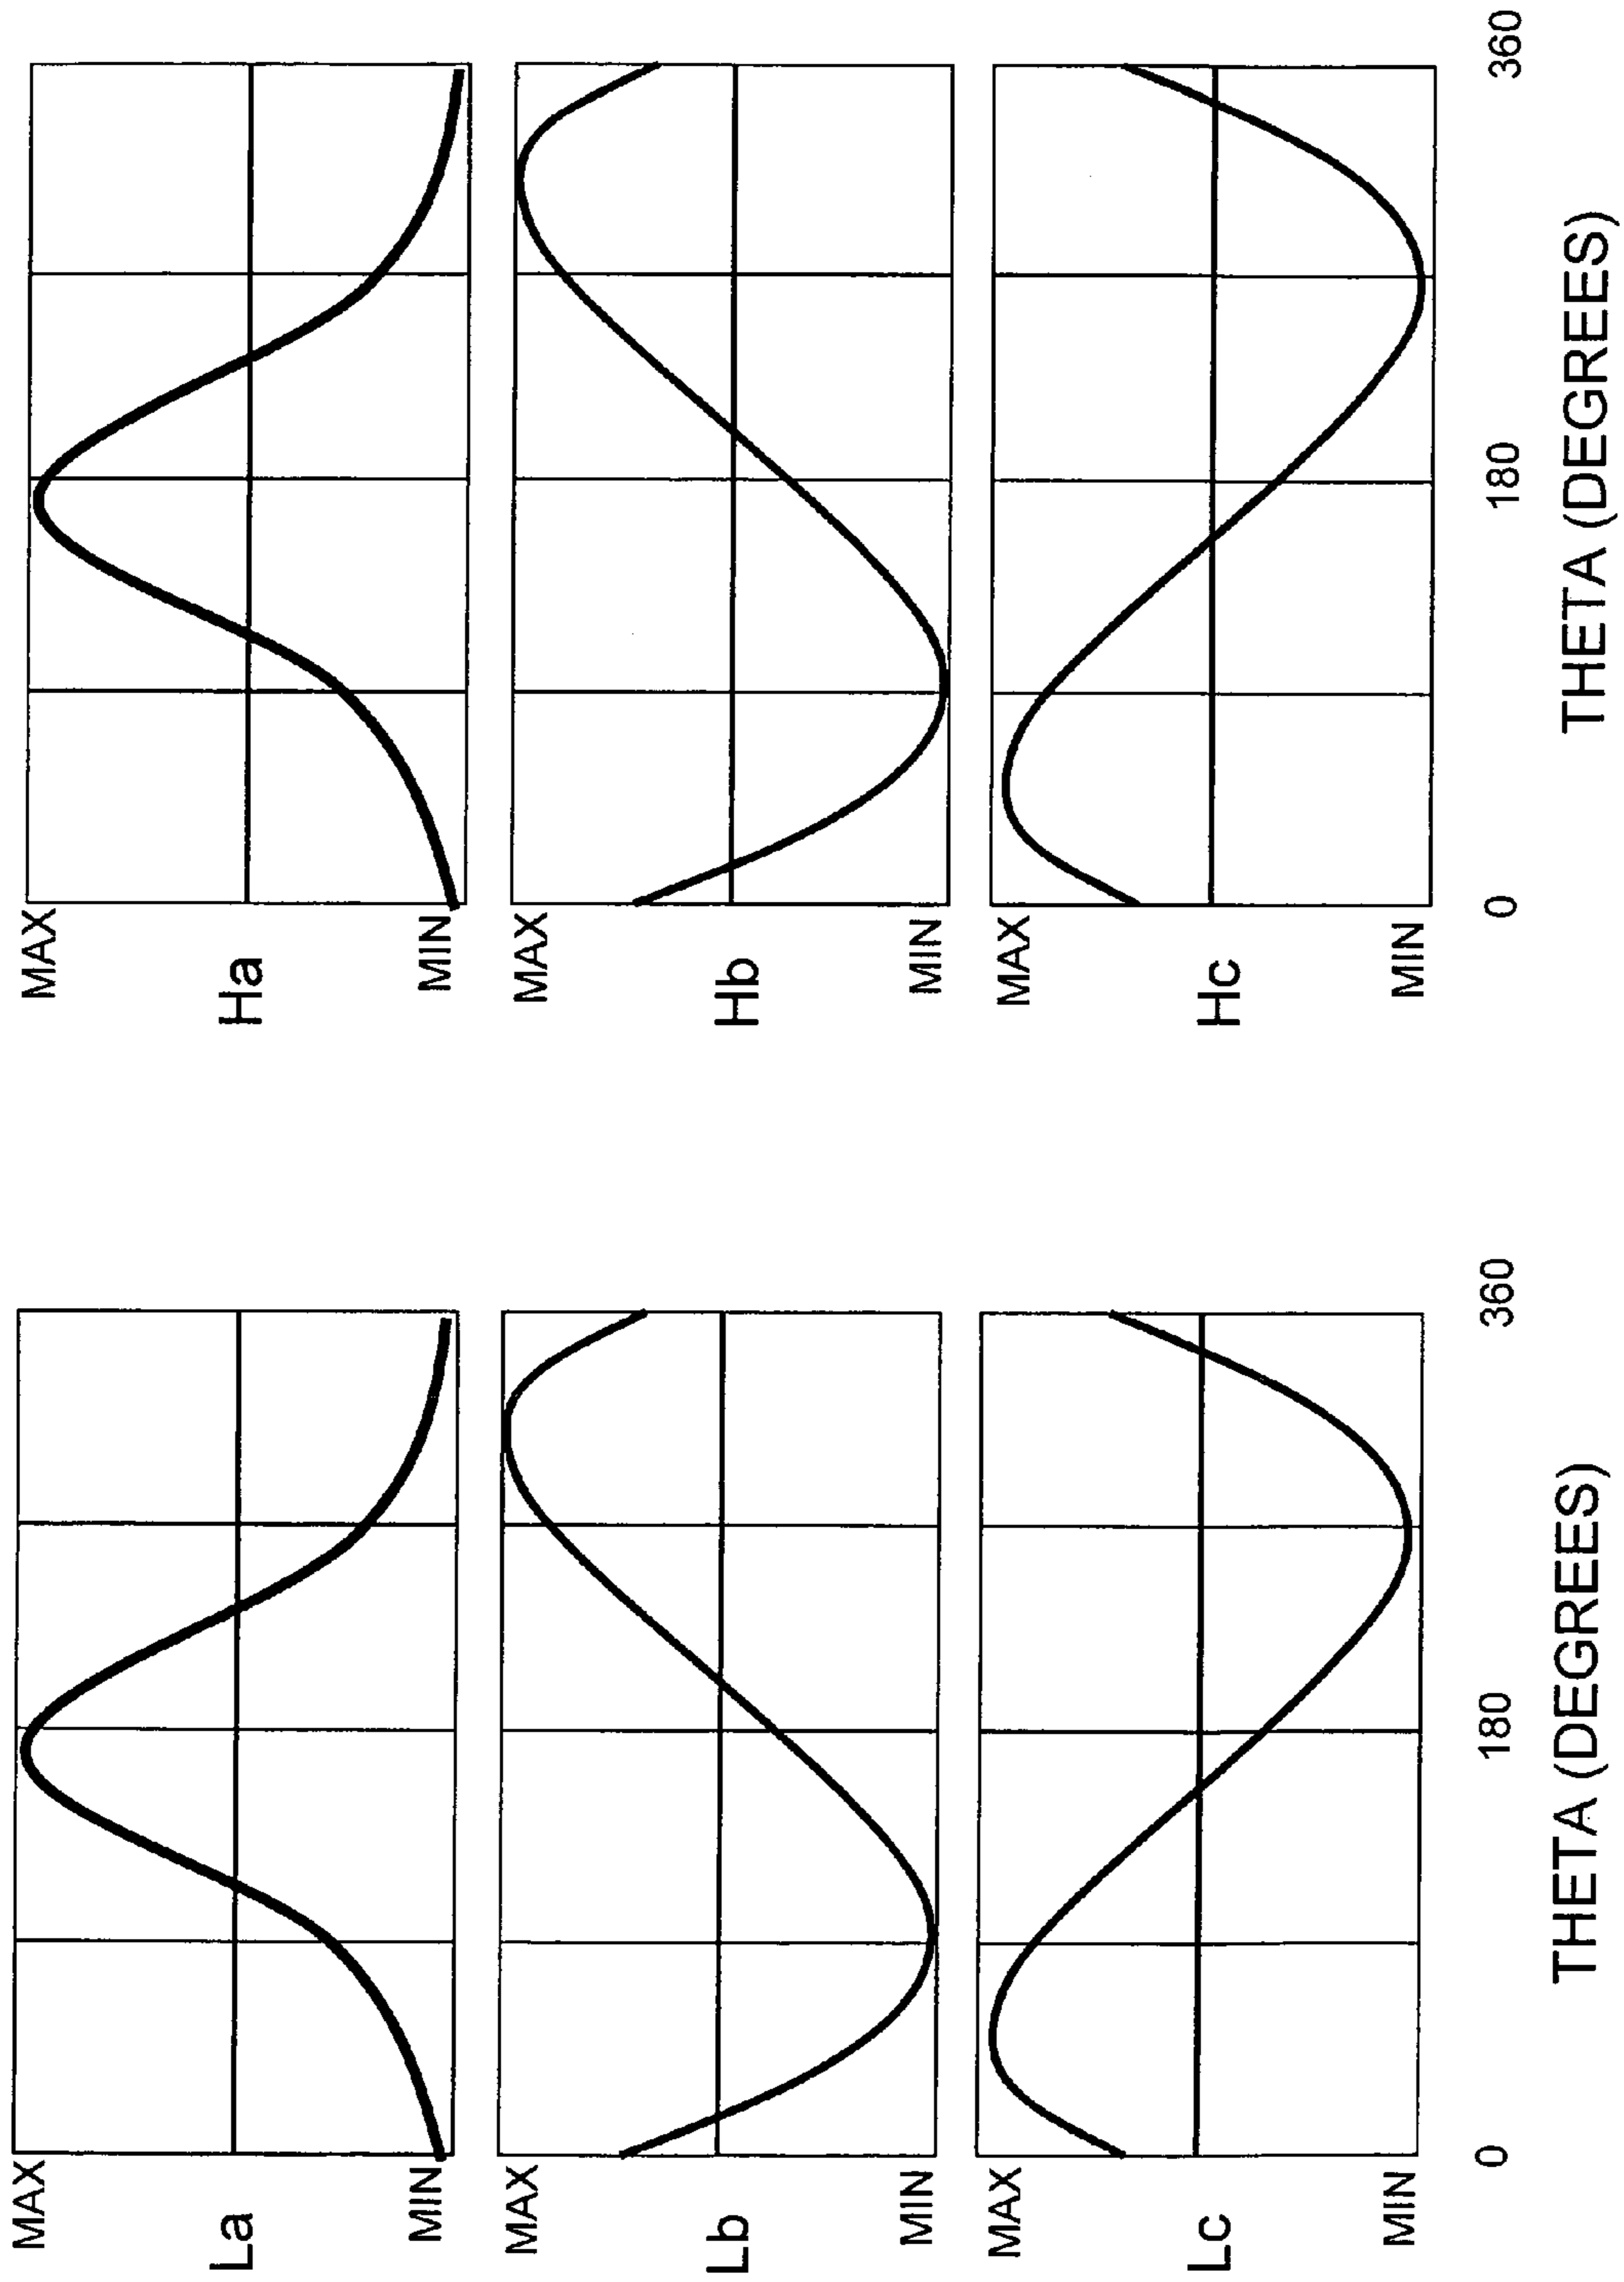 MAX
La
MIN
MAX
Lb
MIN
MAX
Lc
MIN
0
180
360
THETA (DEGREES)
MAX
Ha
MIN
MAX
Hb
MIN
MAX
Hc
MIN
0
180
360
THETA (DEGREES)